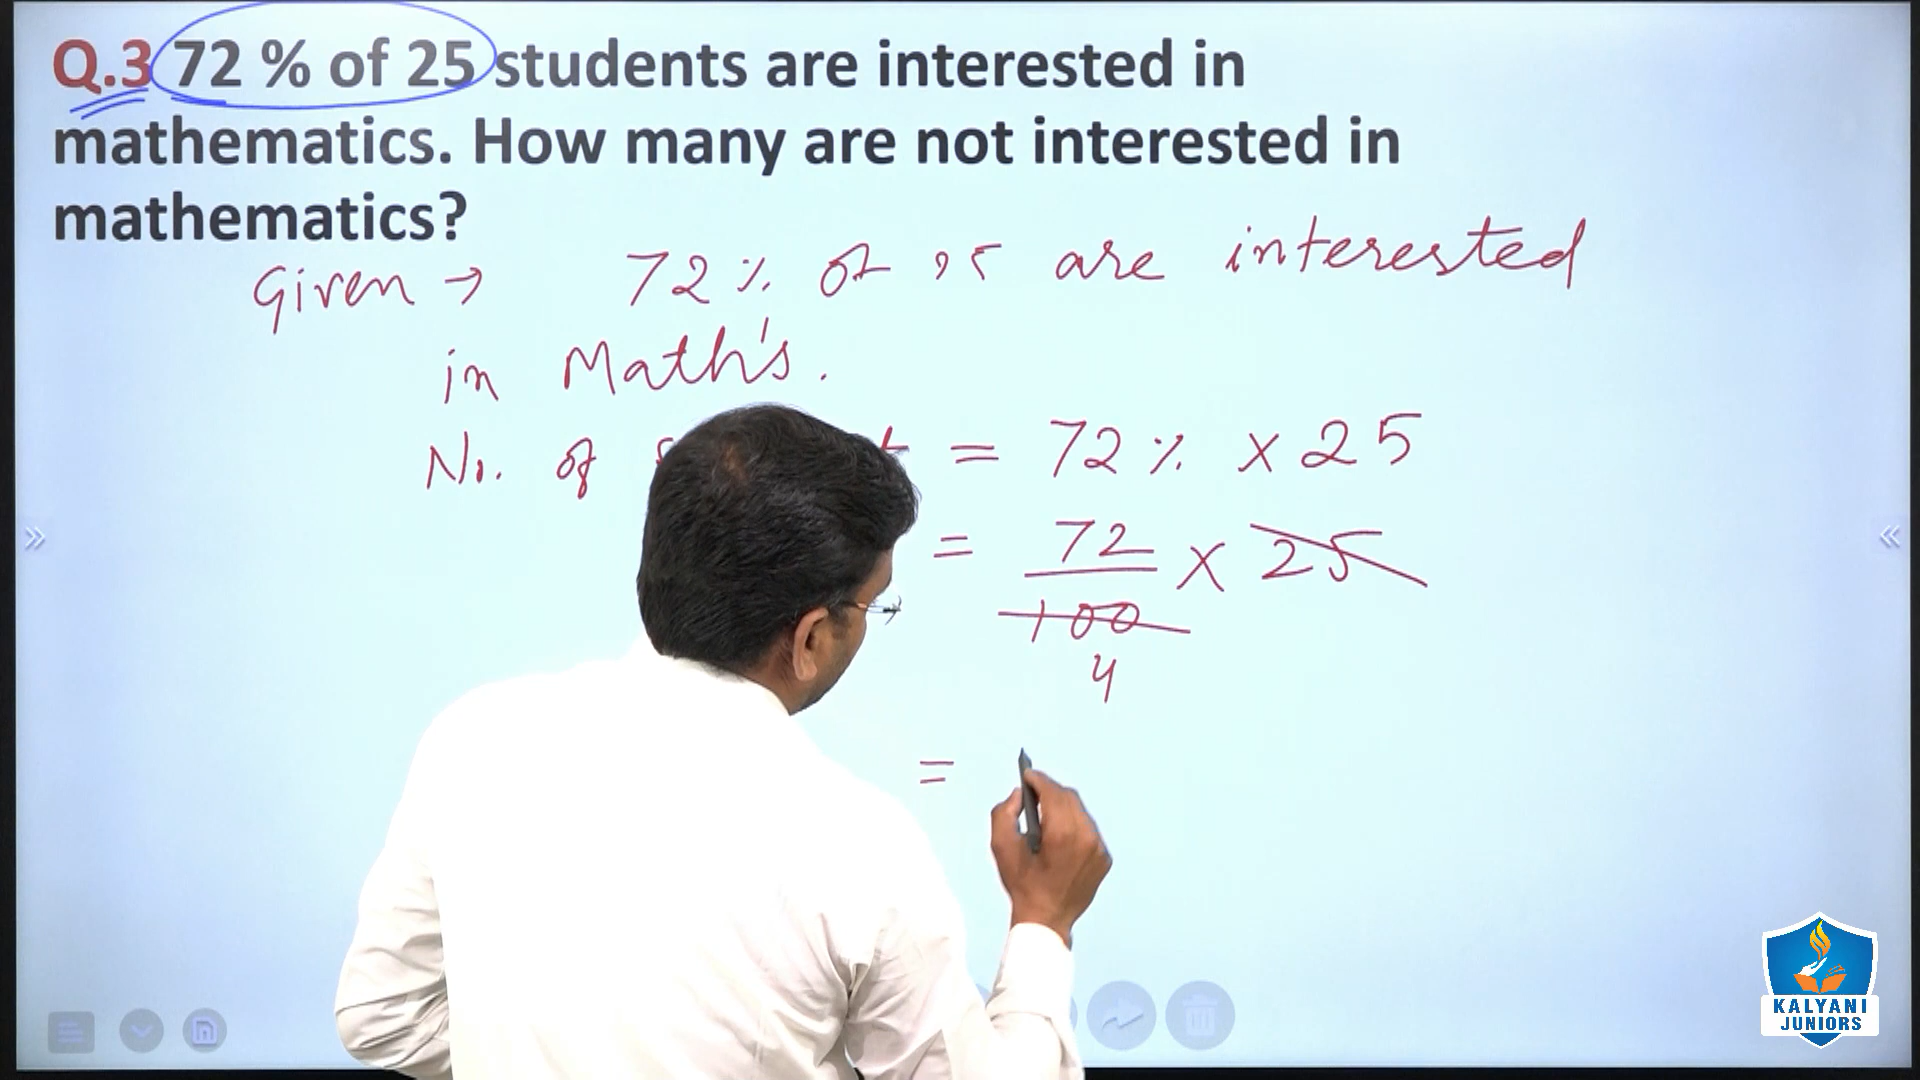 Q.3 72 % of 25 students are interested in
mathematics. How many are not interested in
mathematics?
Given → 72 % of 25 are interested
in Math's.
No. of = 72 % × 25
= 72 × 25
100
4
=
KALYANI
JUNIORS